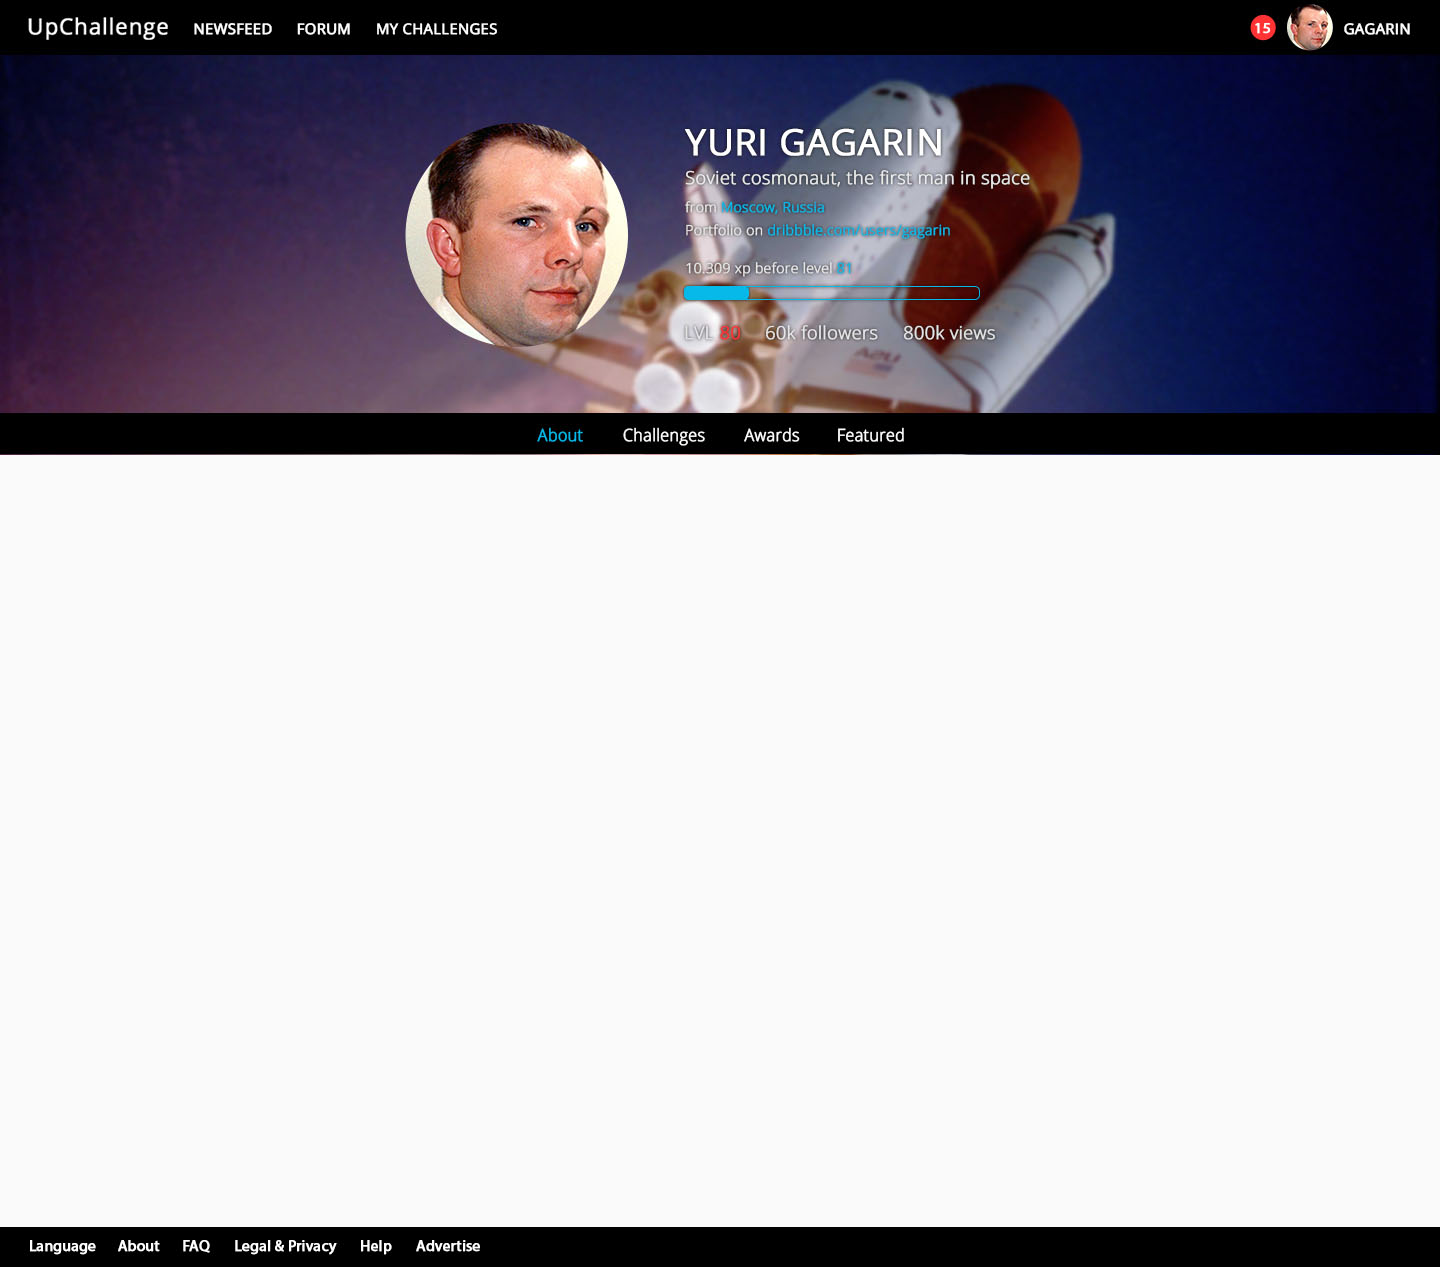 UpChallenge NEWSFEED FORUM MY CHALLENGES 15 GAGARIN
YURI GAGARIN
Soviet cosmonaut, the first man in space
from Moscow, Russia
Portfolio on dribbble.com/users/gagarin
10.309 xp before level 81
LVL 80 60k followers 800k views
USA
About Challenges Awards Featured
Language About FAQ Legal & Privacy Help Advertise